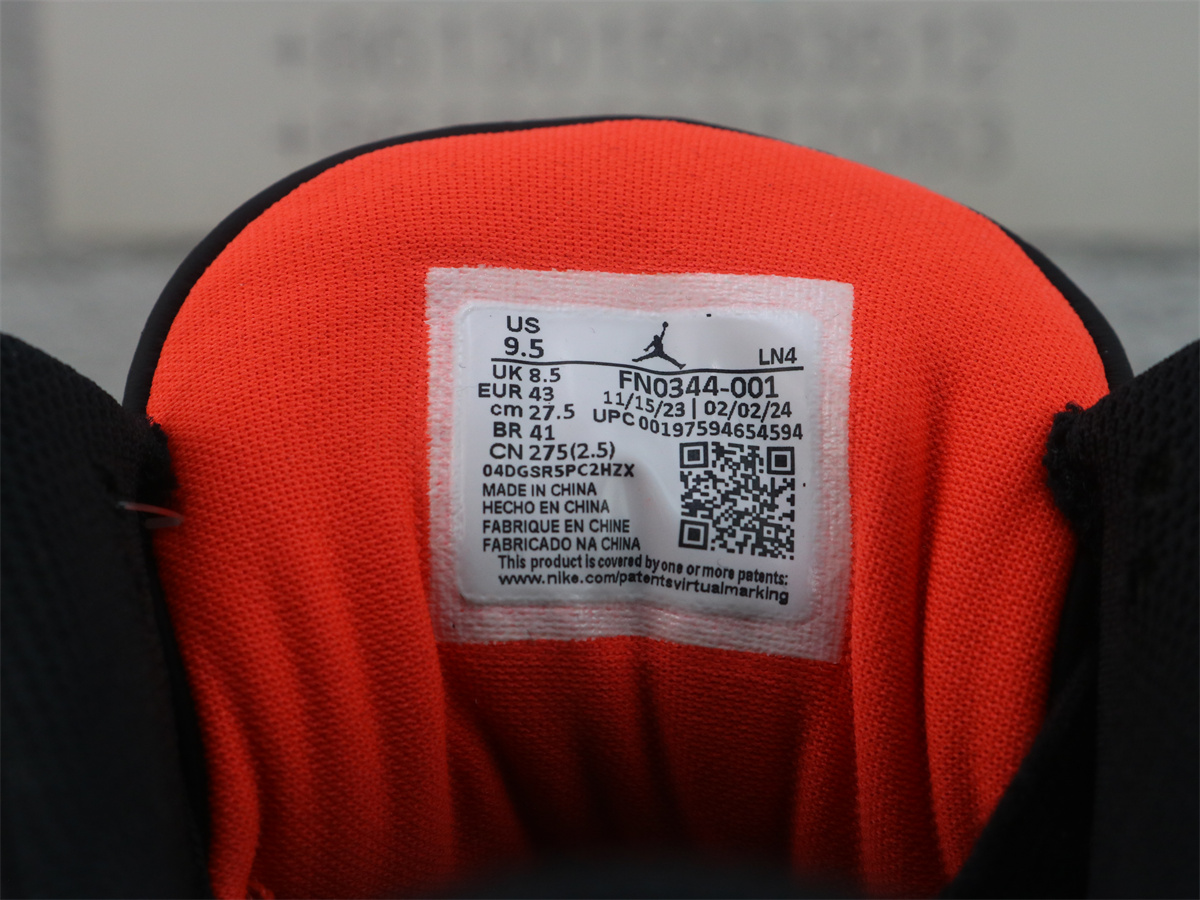 US
9.5
LN4
UK 8.5
FN0344-001
EUR 43
11/15/23 | 02/02/24
cm 27.5
UPC 00197594654594
BR 41
CN 275(2.5)
04DGSR5PC2HZX
MADE IN CHINA
HECHO EN CHINA
FABRIQUE EN CHINE
FABRICADO NA CHINA
This product is covered by one or more patents:
www.nike.com/patentsvirtualmarking